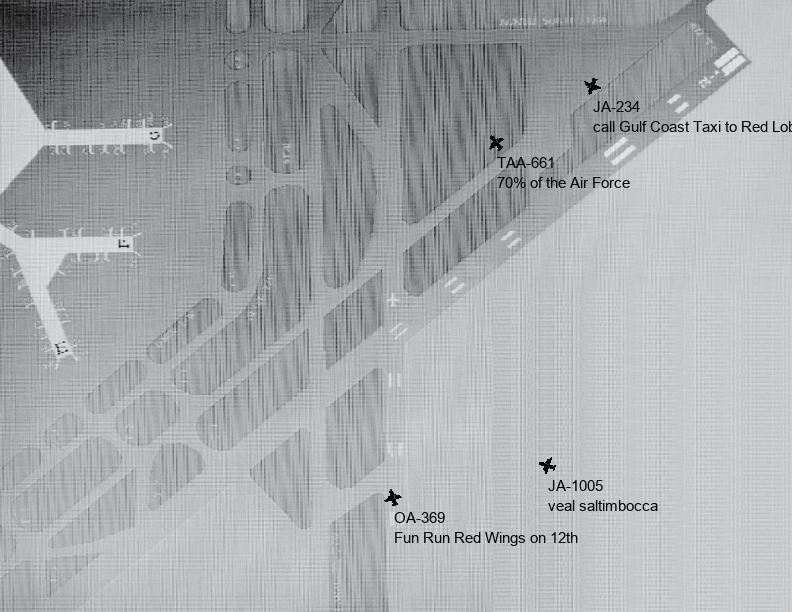 JA-234
call Gulf Coast Taxi to Red Lob
TAA-661
70% of the Air Force
JA-1005
veal saltimbocca
OA-369
Fun Run Red Wings on 12th
G
F